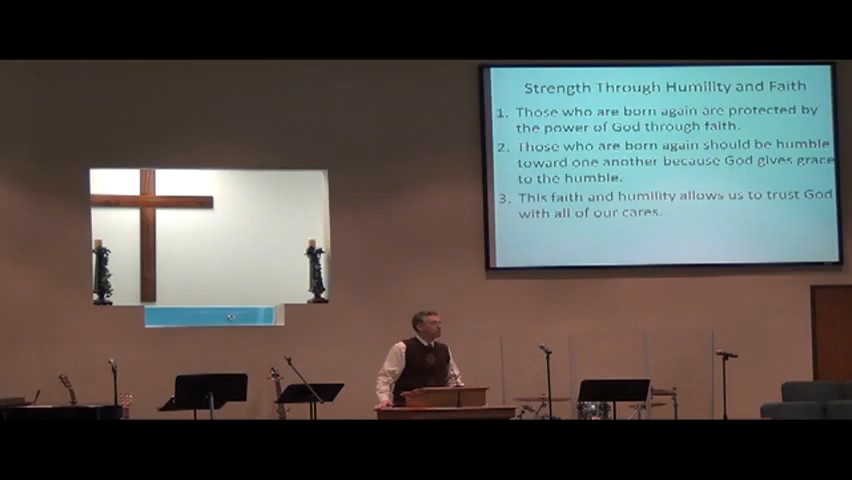 Strength Through Humility and Faith
1. Those who are born again are protected by
the power of God through faith.
2. Those who are born again should be humble
toward one another because God gives grace
to the humble.
3. This faith and humility allows us to trust God
with all of our cares.